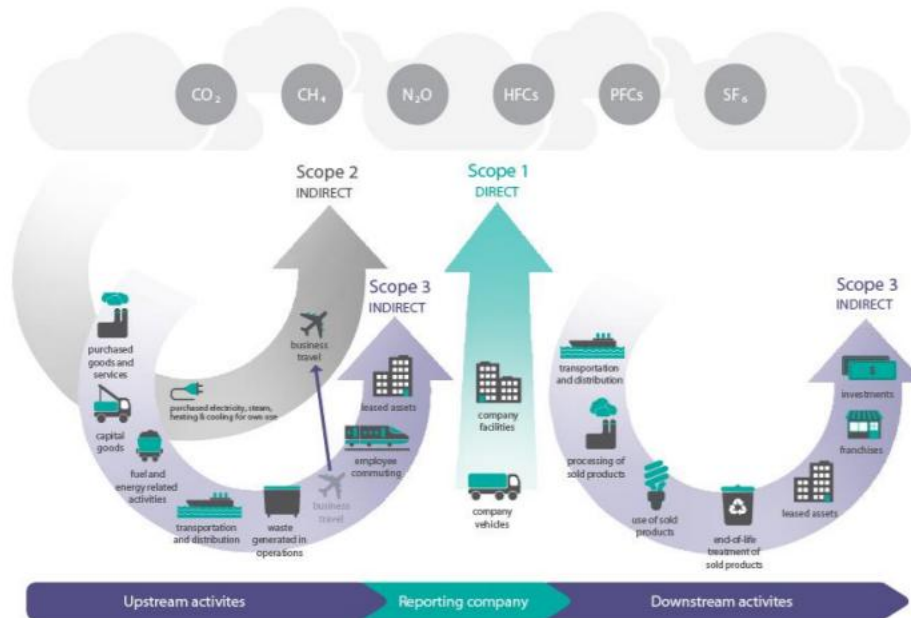 CO₂
CH₄
N₂O
HFCs
PFCs
SF₆
Scope 2
INDIRECT
Scope 1
DIRECT
Scope 3
INDIRECT
Scope 3
INDIRECT
purchased
goods and
services
capital
goods
fuel and
energy related
activities
transportation
and distribution
waste
generated in
operations
business
travel
business
travel
purchased electricity, steam,
heating & cooling for own use
employee
commuting
leased assets
company
facilities
company
vehicles
transportation
and distribution
processing of
sold products
use of sold
products
end-of-life
treatment of
sold products
leased assets
franchises
$
investments
Upstream activites
Reporting company
Downstream activites